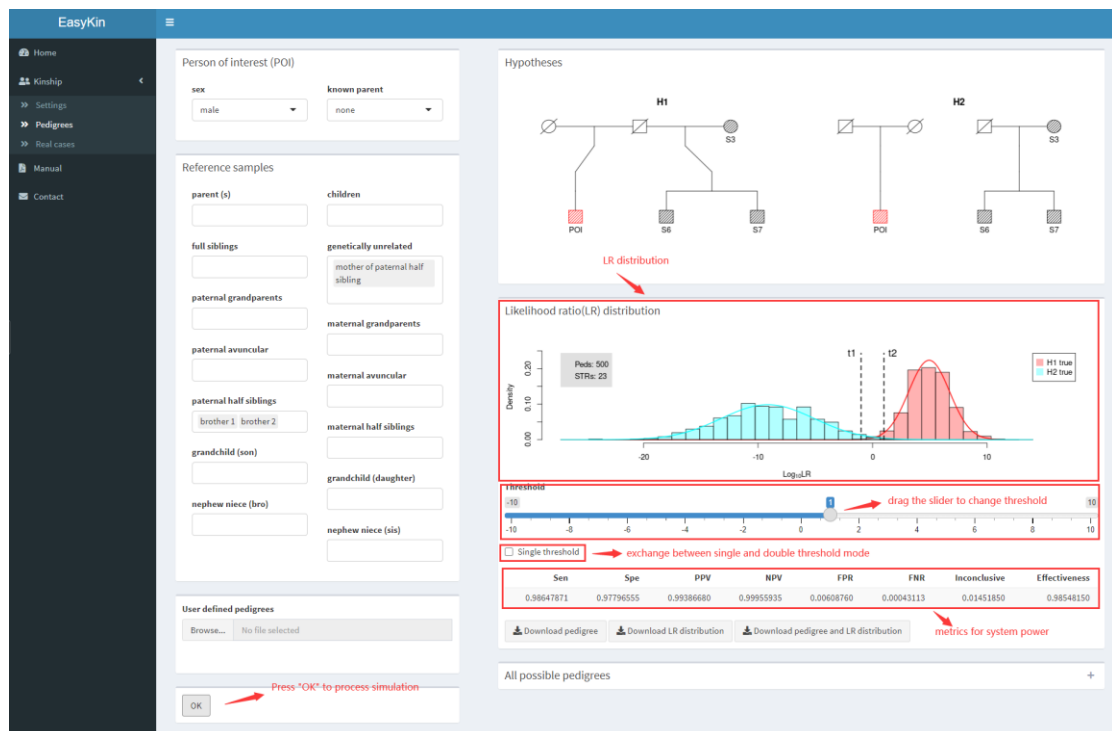 EasyKin
Home
Kinship
Settings
Pedigrees
Real cases
Manual
Contact
Person of interest (POI)
sex
known parent
male
none
Reference samples
parent (s)
children
full siblings
genetically unrelated
mother of paternal half
sibling
paternal grandparents
maternal grandparents
paternal avuncular
maternal avuncular
paternal half siblings
brother 1 brother 2
maternal half siblings
grandchild (son)
grandchild (daughter)
nephew niece (bro)
nephew niece (sis)
User defined pedigrees
Browse... No file selected
Press "OK" to process simulation
OK
Hypotheses
H1
H2
S3
S3
POI
S6
S7
POI
S6
S7
LR distribution
Likelihood ratio(LR) distribution
Peds: 500
STRs: 23
t1
t2
H1 true
H2 true
Density
0.20
0.10
0.00
-20 -10 0 10
Log₁₀LR
Threshold
-10 1 10
drag the slider to change threshold
-10 -8 -6 -4 -2 0 2 4 6 8 10
Single threshold
exchange between single and double threshold mode
Sen Spe PPV NPV FPR FNR Inconclusive Effectiveness
0.98647871 0.97796555 0.99386680 0.99955935 0.00608760 0.00043113 0.01451850 0.98548150
Download pedigree Download LR distribution Download pedigree and LR distribution
metrics for system power
All possible pedigrees